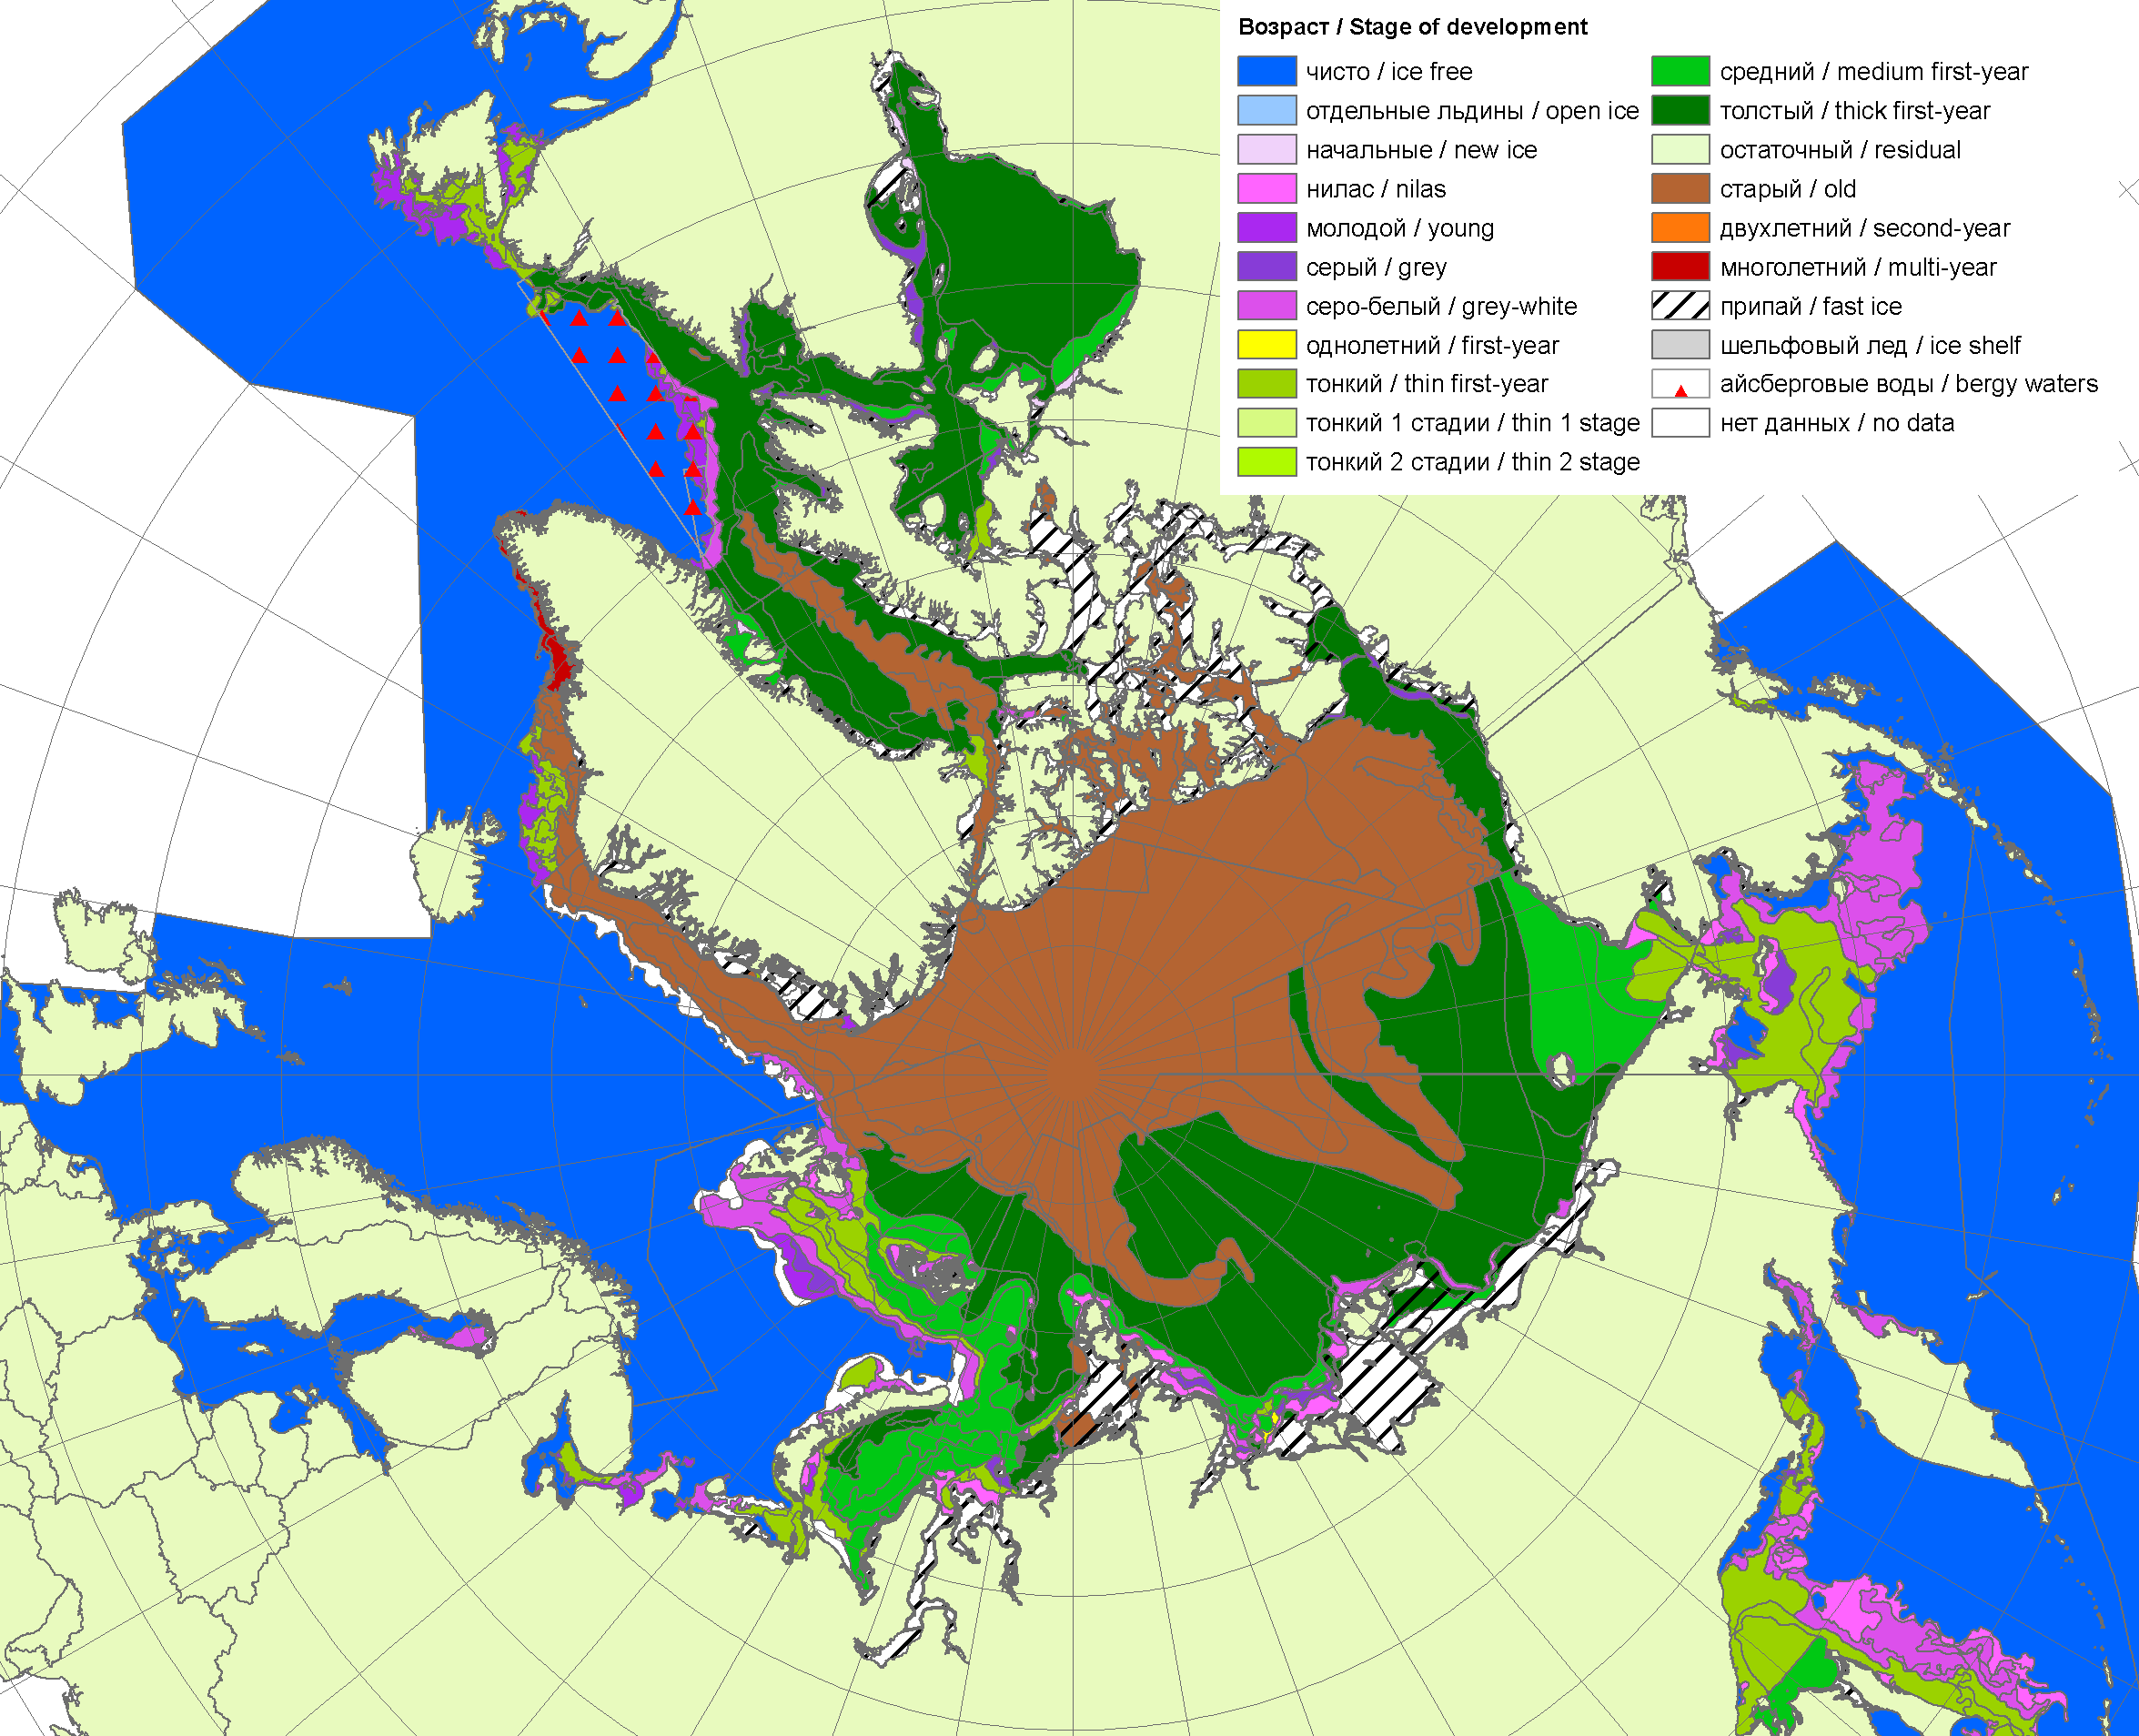 Возраст / Stage of development
чисто / ice free
отдельные льдины / open ice
начальные / new ice
нилас / nilas
молодой / young
серый / grey
серо-белый / grey-white
однолетний / first-year
тонкий / thin first-year
тонкий 1 стадии / thin 1 stage
тонкий 2 стадии / thin 2 stage
средний / medium first-year
толстый / thick first-year
остаточный / residual
старый / old
двухлетний / second-year
многолетний / multi-year
припай / fast ice
шельфовый лед / ice shelf
айсберговые воды / bergy waters
нет данных / no data